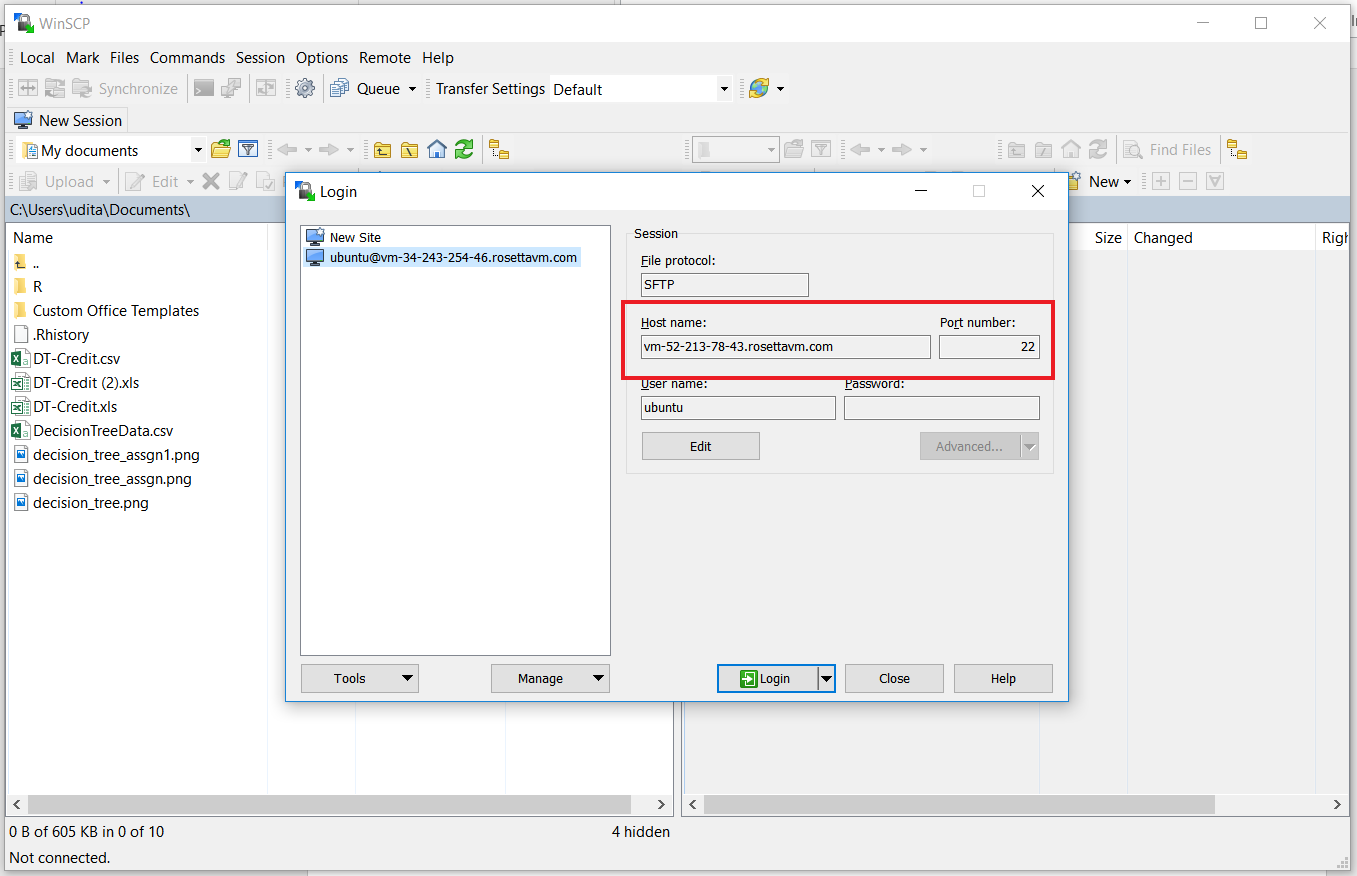 WinSCP
Local Mark Files Commands Session Options Remote Help
Synchronize Queue Transfer Settings Default
New Session
My documents Find Files
Upload Edit New
C:\Users\udita\Documents\
Name Size Changed Righ
..
R
Custom Office Templates
.Rhistory
DT-Credit.csv
DT-Credit (2).xls
DT-Credit.xls
DecisionTreeData.csv
decision_tree_assgn1.png
decision_tree_assgn.png
decision_tree.png
Login
New Site
ubuntu@vm-34-243-254-46.rosettavm.com
Session
File protocol:
SFTP
Host name: Port number:
vm-52-213-78-43.rosettavm.com 22
User name: Password:
ubuntu
Edit Advanced...
Tools Manage Login Close Help
0 B of 605 KB in 0 of 10 4 hidden
Not connected.